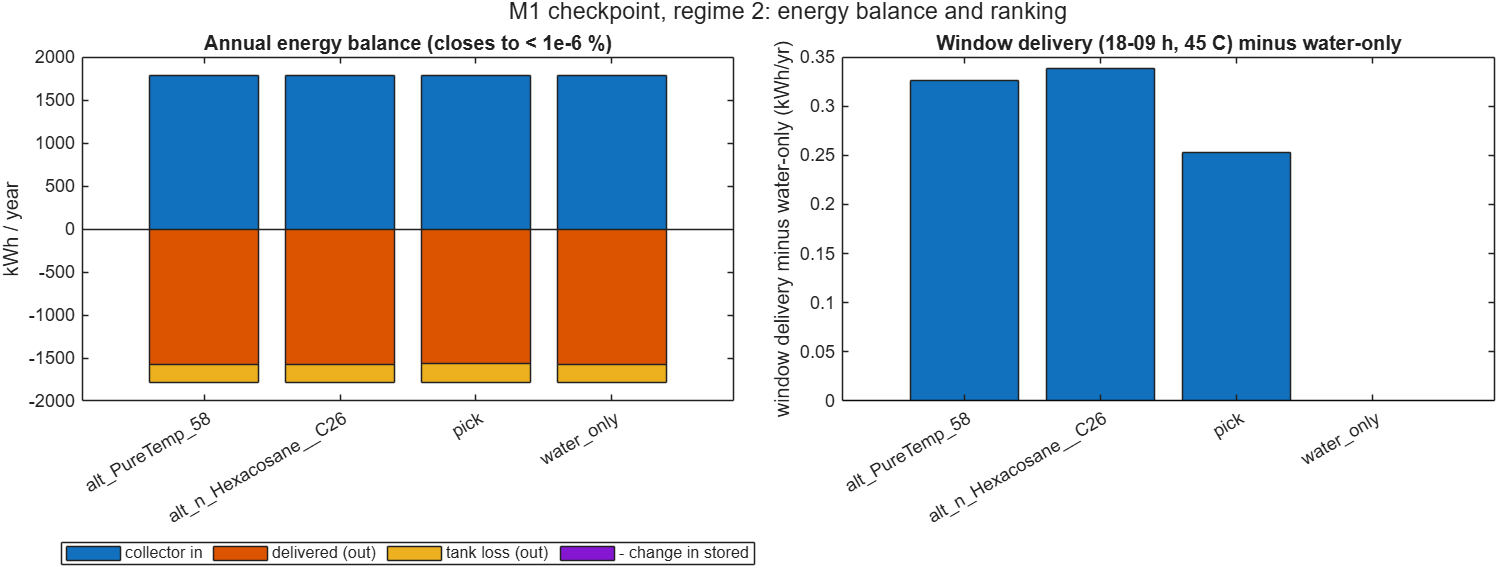 M1 checkpoint, regime 2: energy balance and ranking
Annual energy balance (closes to < 1e-6 %)
kWh / year
2000
1500
1000
500
0
-500
-1000
-1500
-2000
alt_PureTemp_58
alt_n_Hexacosane__C26
pick
water_only
collector in
delivered (out)
tank loss (out)
- change in stored
Window delivery (18-09 h, 45 C) minus water-only
window delivery minus water-only (kWh/yr)
0.35
0.3
0.25
0.2
0.15
0.1
0.05
0
alt_PureTemp_58
alt_n_Hexacosane__C26
pick
water_only